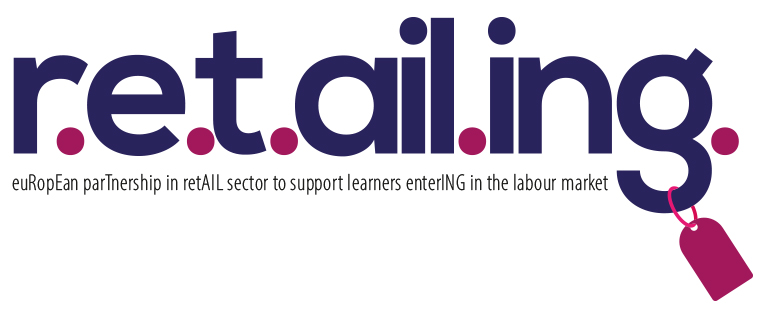 r.e.t.ail.ing.
euRopEan parTnership in retAIL sector to support learners enterING in the labour market